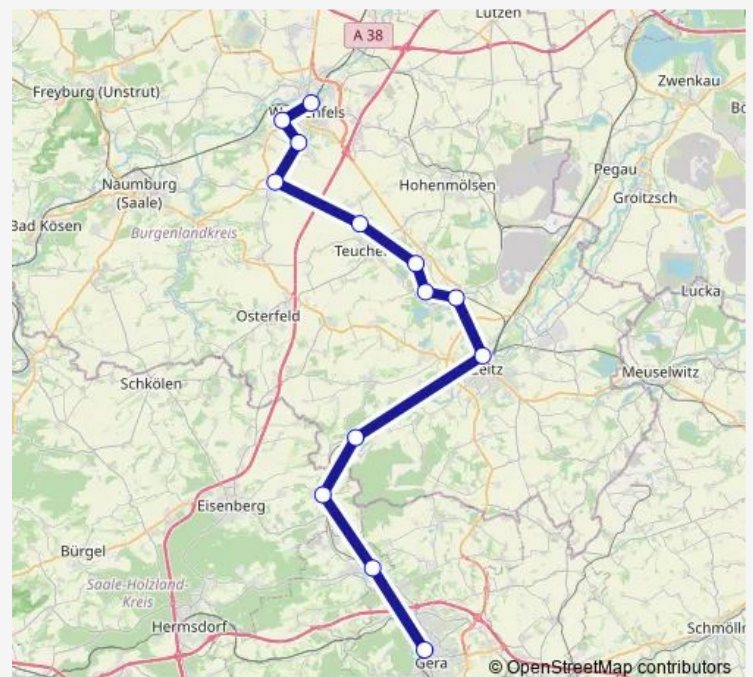 Lützen
A 38
Zwenkau
Freyburg (Unstrut)
Pegau
Hohenmölsen
Naumburg
(Saale)
Groitzsch
Bad Kösen
Burgenlandkreis
Lucka
Osterfeld
Meuselwitz
Schkölen
Eisenberg
Bürgel
Saale-Holzland-
Kreis
Hermsdorf
Gera
© OpenStreetMap contributors